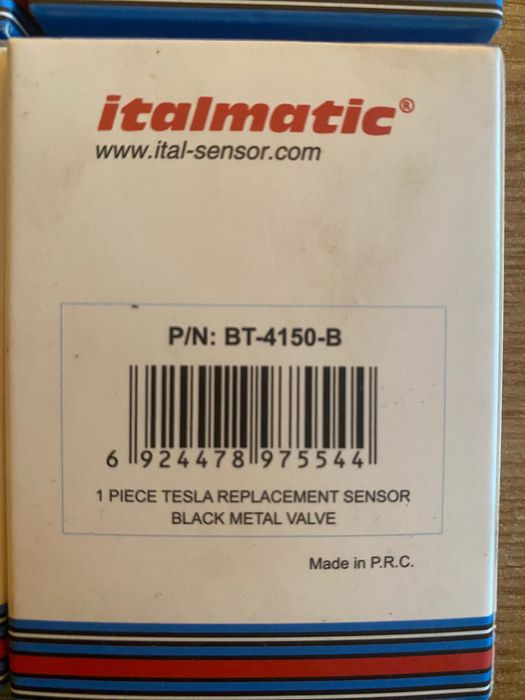 italmatic®
www.ital-sensor.com
P/N: BT-4150-B
6 924478 975544
1 PIECE TESLA REPLACEMENT SENSOR
BLACK METAL VALVE
Made in P.R.C.